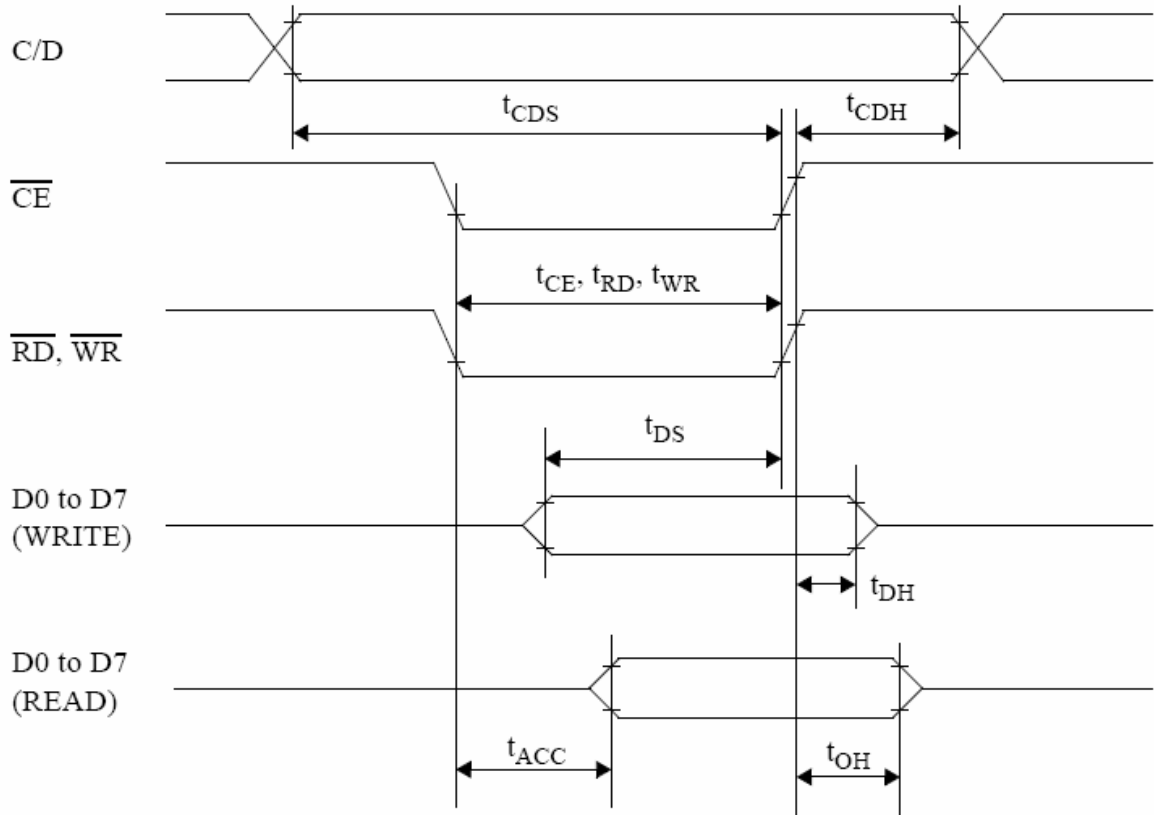 C/D
tCDS
tCDH
CE
tCE, tRD, tWR
RD, WR
tDS
D0 to D7
(WRITE)
tDH
D0 to D7
(READ)
tACC
tOH